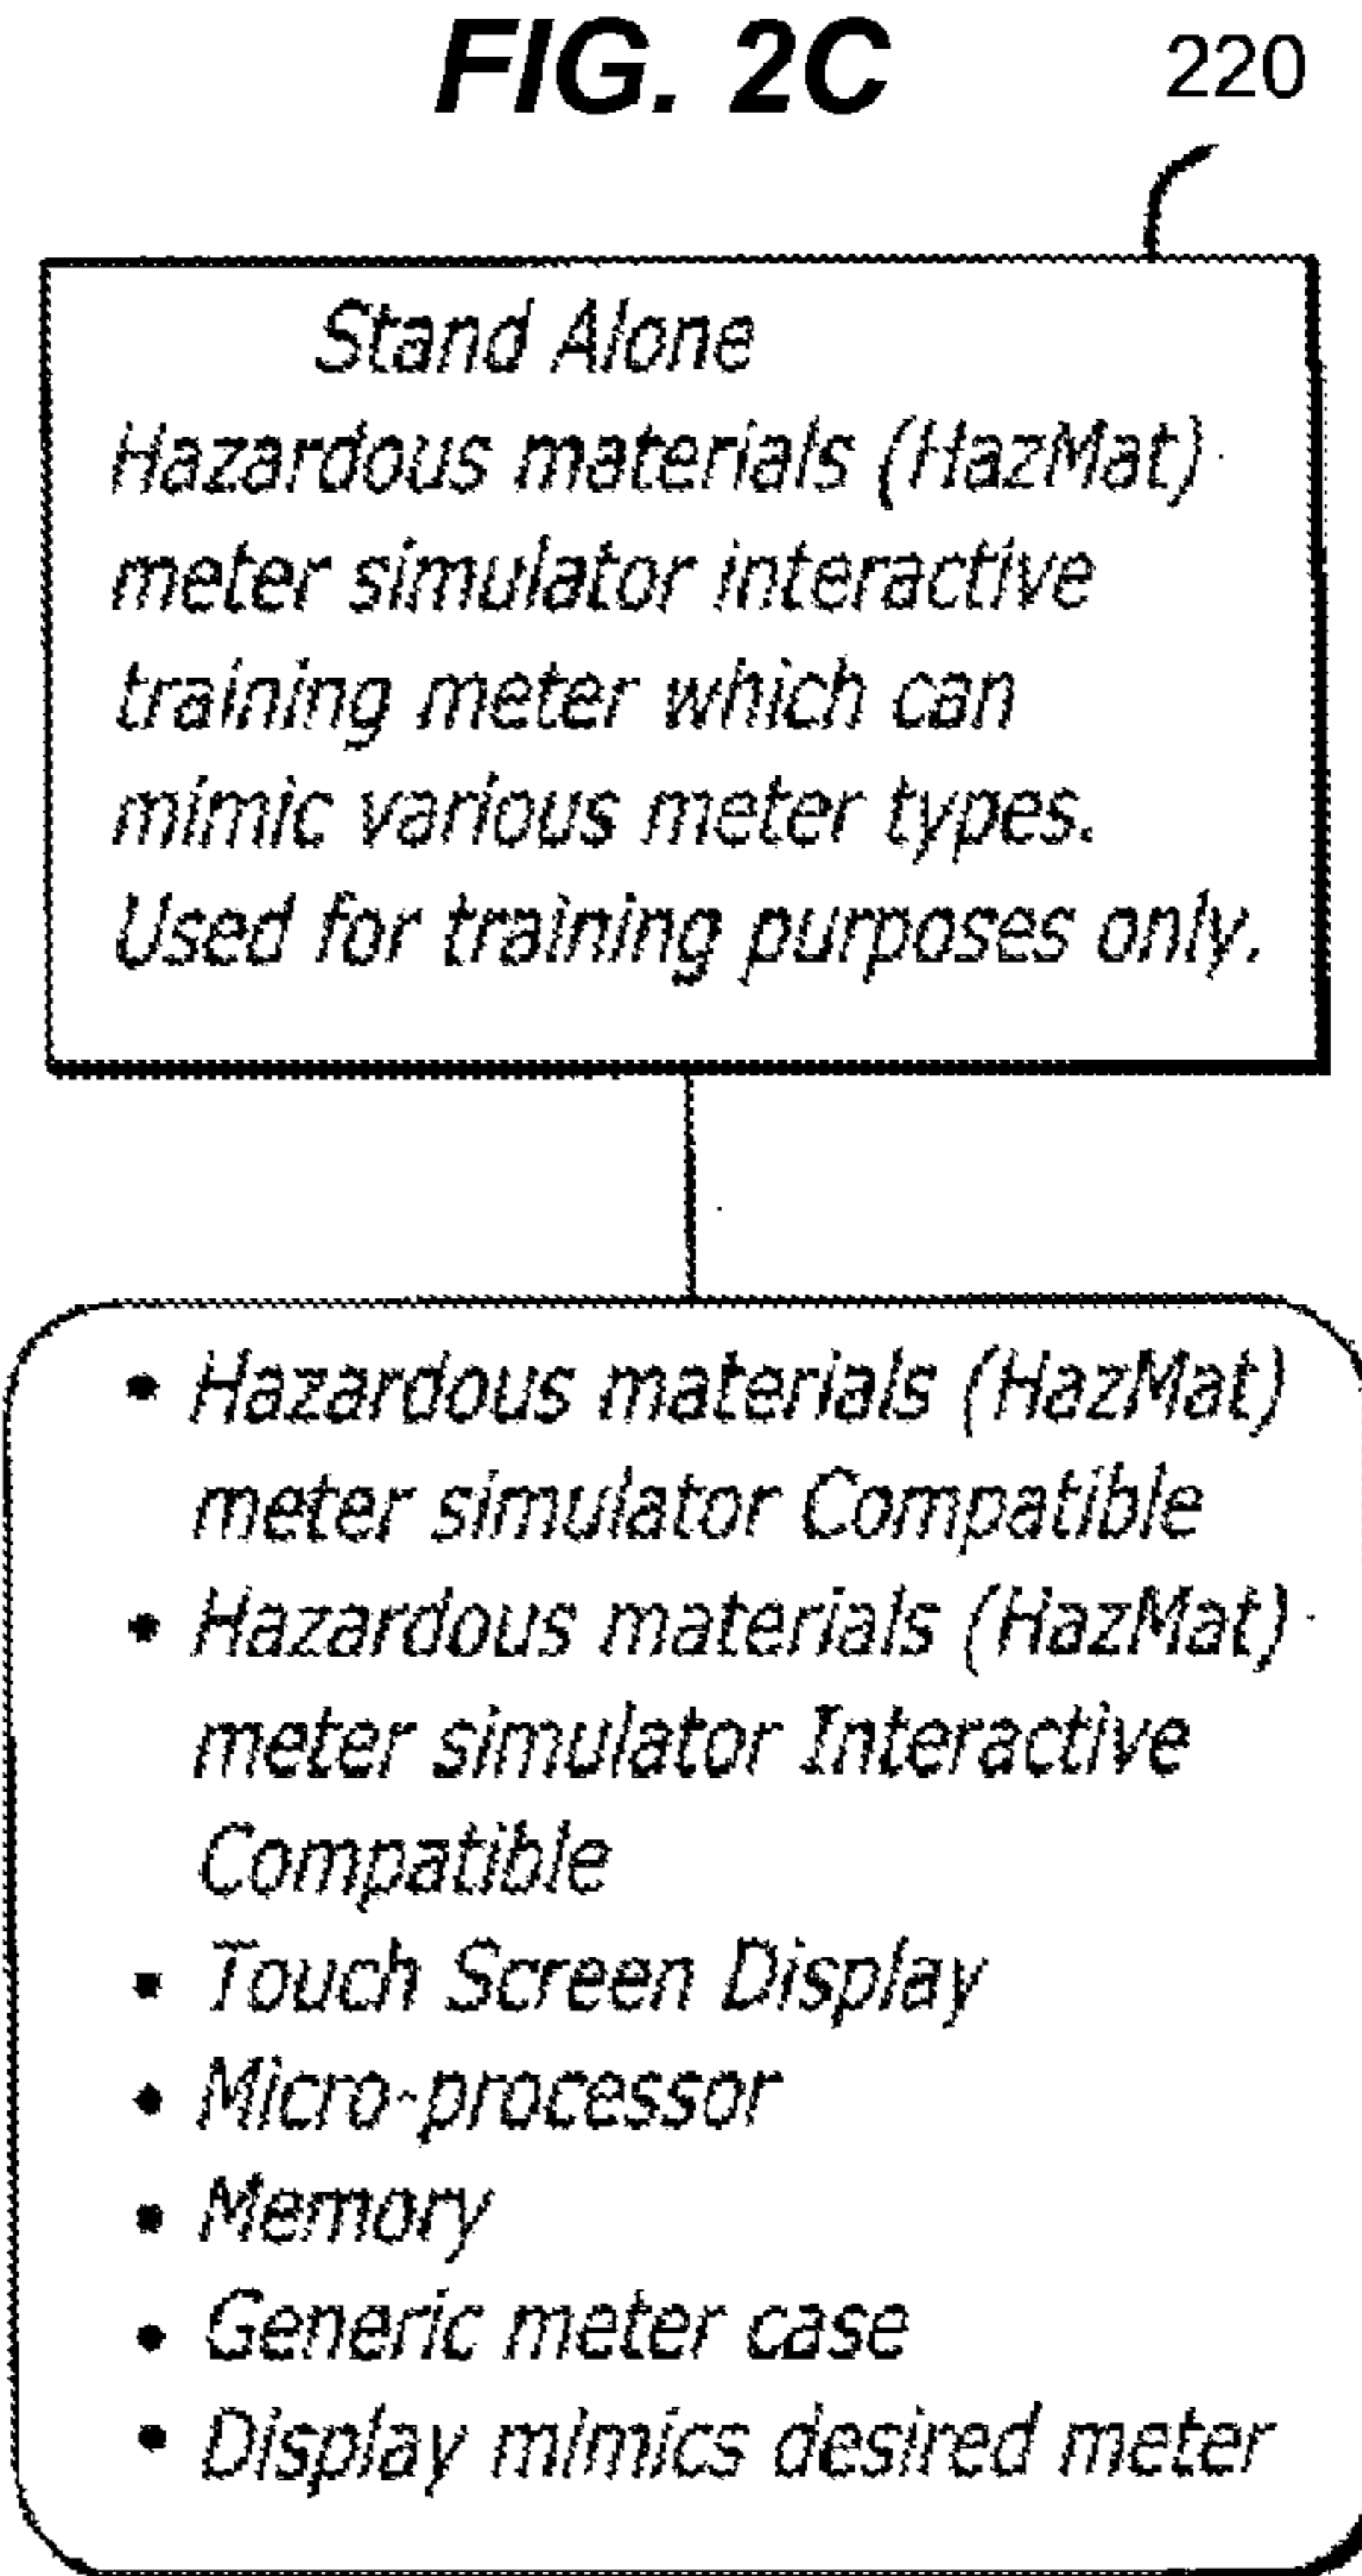 FIG. 2C 220
Stand Alone
Hazardous materials (HazMat)
meter simulator interactive
training meter which can
mimic various meter types.
Used for training purposes only.
• Hazardous materials (HazMat)
meter simulator Compatible
• Hazardous materials (HazMat)
meter simulator Interactive
Compatible
• Touch Screen Display
• Micro-processor
• Memory
• Generic meter case
• Display mimics desired meter